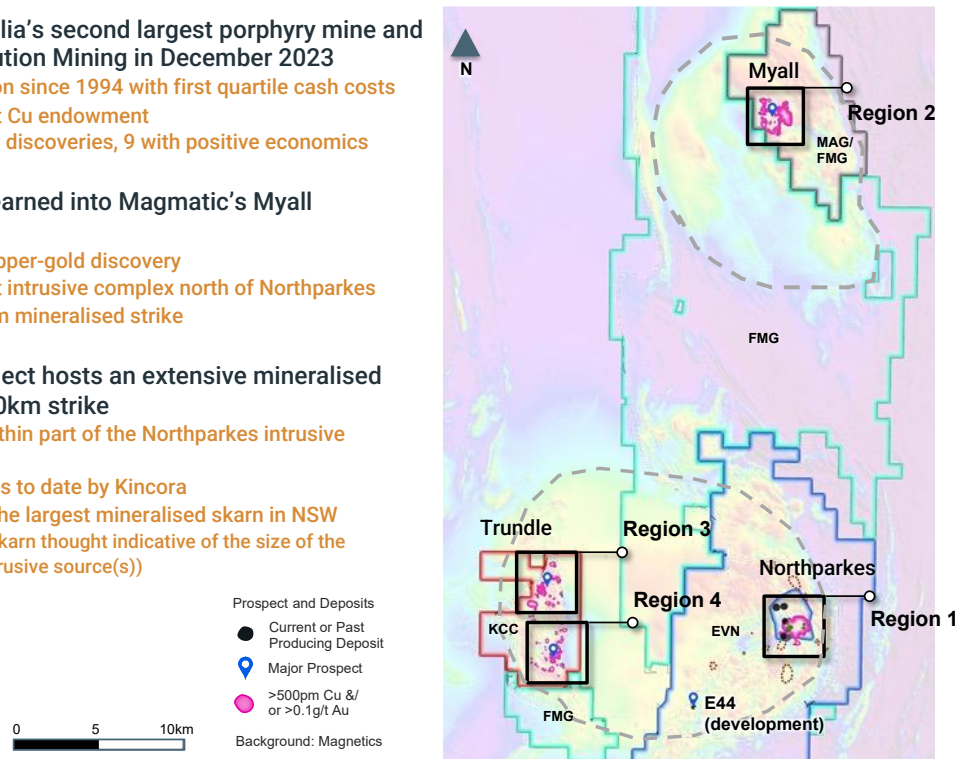 lia's second largest porphyry mine and
ution Mining in December 2023
on since 1994 with first quartile cash costs
t Cu endowment
discoveries, 9 with positive economics
earned into Magmatic's Myall
pper-gold discovery
t intrusive complex north of Northparkes
m mineralised strike
ject hosts an extensive mineralised
0km strike
thin part of the Northparkes intrusive
s to date by Kincora
he largest mineralised skarn in NSW
karn thought indicative of the size of the
rusive source(s))
Prospect and Deposits
Current or Past
Producing Deposit
Major Prospect
>500pm Cu &/
or >0.1g/t Au
Background: Magnetics
0 5 10km
N
Myall
Region 2
MAG/
FMG
FMG
Trundle
Region 3
Northparkes
Region 4
Region 1
KCC
EVN
E44
(development)
FMG